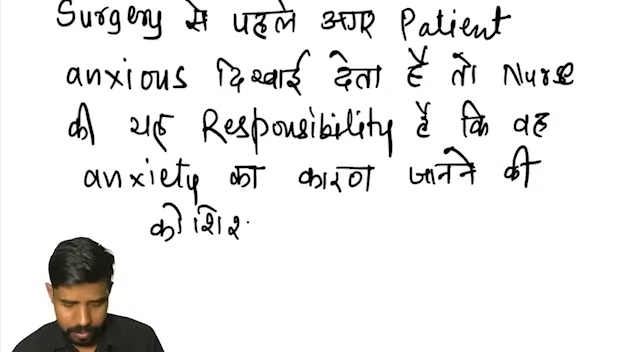 Surgery से पहले अगर Patient
anxious दिखाई देता है तो Nurse
की यह Responsibility है कि वह
anxiety का कारण जानने की
कोशिश